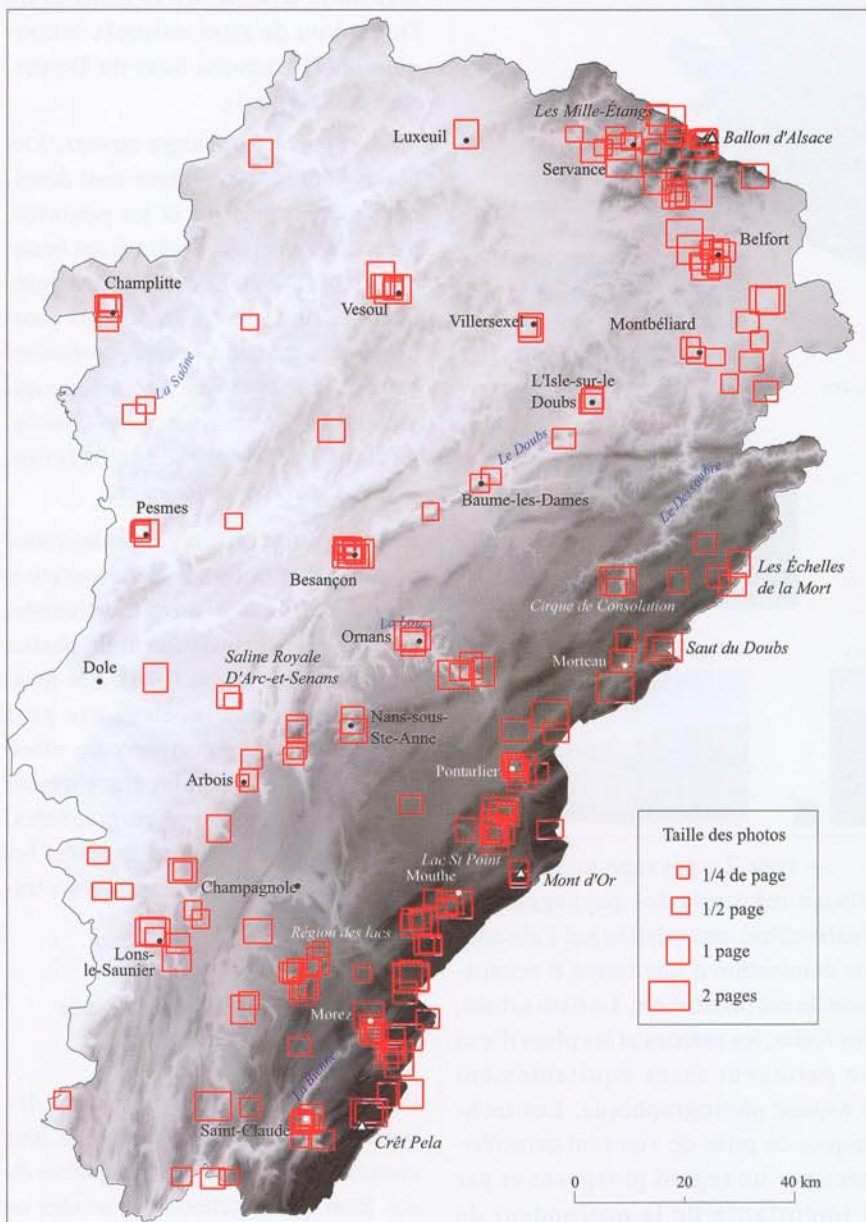 Les Mille-Étangs
Luxeuil
Ballon d'Alsace
Servance
Belfort
Champlitte
Vesoul
Villersexel
Montbéliard
La Saône
L'Isle-sur-le
Doubs
Le Doubs
Baume-les-Dames
Le Dessoubre
Pesmes
Besançon
Les Échelles
de la Mort
Cirque de Consolation
La Loue
Ornans
Morteau
Saut du Doubs
Dole
Saline Royale
D'Arc-et-Senans
Nans-sous-
Ste-Anne
Pontarlier
Arbois
Lac St Point
Mouthe
Mont d'Or
Champagnole
Région des lacs
Lons-
le-Saunier
Morez
La Bienne
Saint-Claude
Crêt Pela
Taille des photos
1/4 de page
1/2 page
1 page
2 pages
0 20 40 km